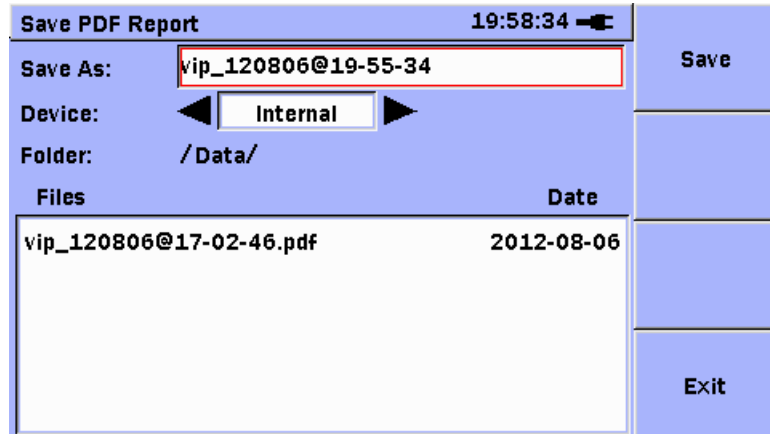 Save PDF Report 19:58:34
Save
Save As: vip_120806@19-55-34
Device: Internal
Folder: /Data/
Files Date
vip_120806@17-02-46.pdf 2012-08-06
Exit